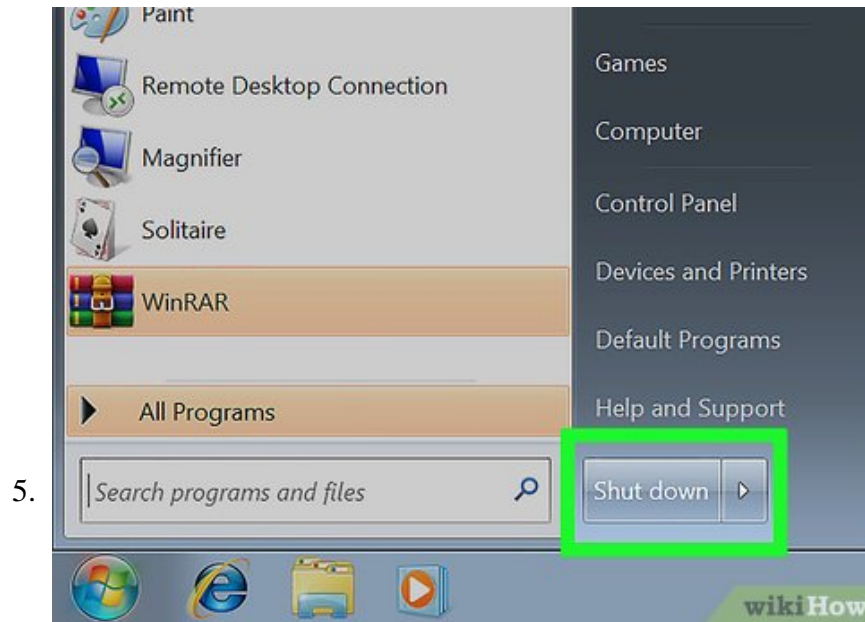 Paint
Remote Desktop Connection
Magnifier
Solitaire
WinRAR
All Programs
Search programs and files
Games
Computer
Control Panel
Devices and Printers
Default Programs
Help and Support
Shut down
5.
wikiHow